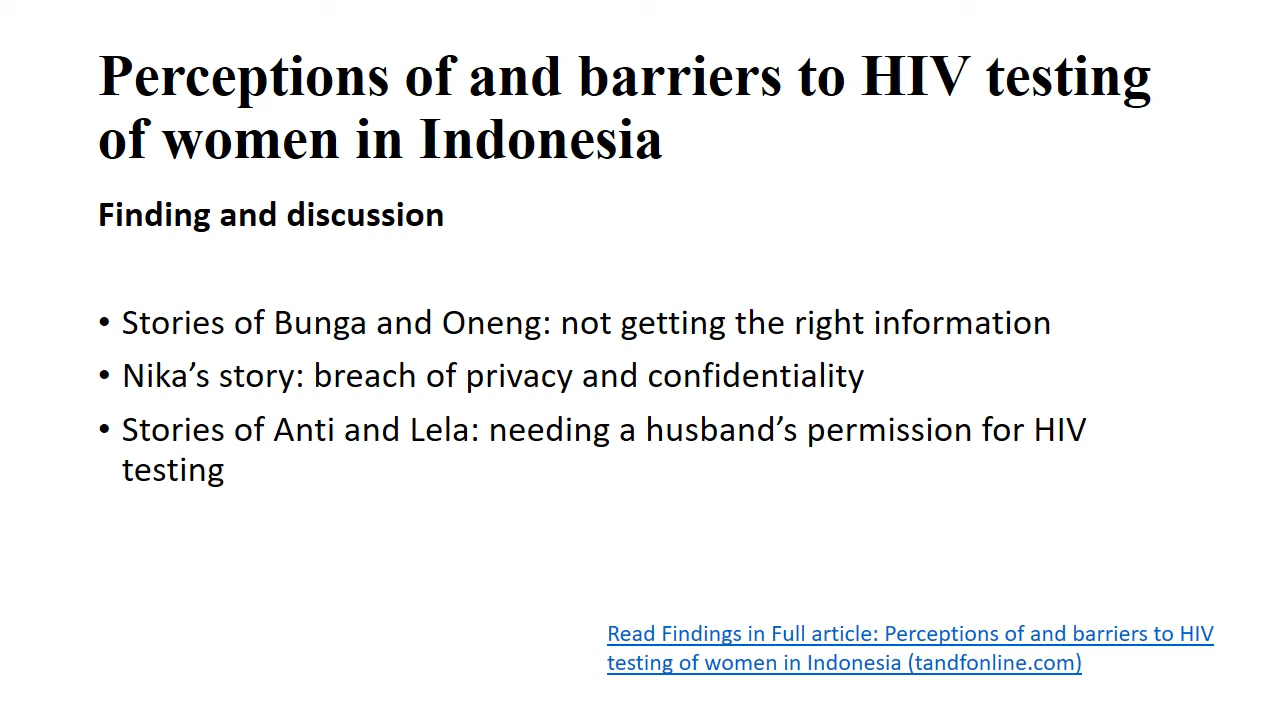 Perceptions of and barriers to HIV testing
of women in Indonesia
Finding and discussion
• Stories of Bunga and Oneng: not getting the right information
• Nika’s story: breach of privacy and confidentiality
• Stories of Anti and Lela: needing a husband’s permission for HIV
testing
Read Findings in Full article: Perceptions of and barriers to HIV
testing of women in Indonesia (tandfonline.com)